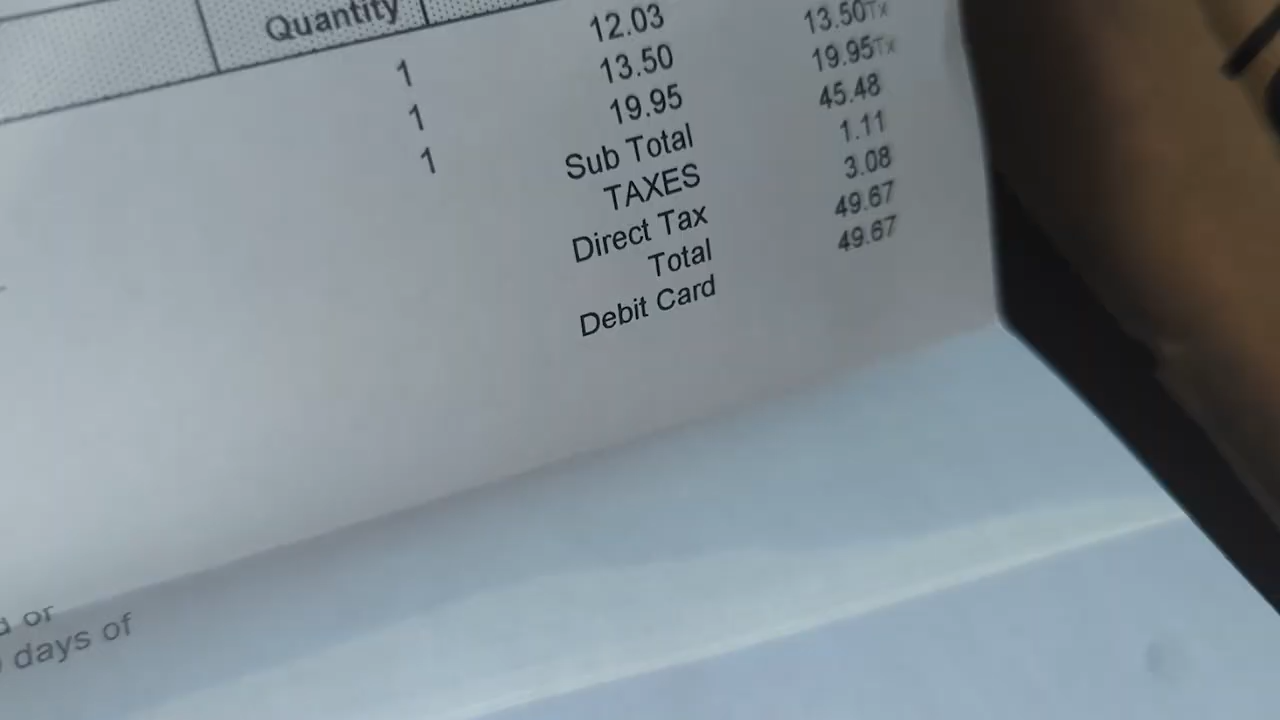 Quantity
1 12.03 13.50Tx
1 13.50 19.95Tx
1 19.95 45.48
Sub Total 1.11
TAXES 3.08
Direct Tax 49.67
Total 49.67
Debit Card
or
days of